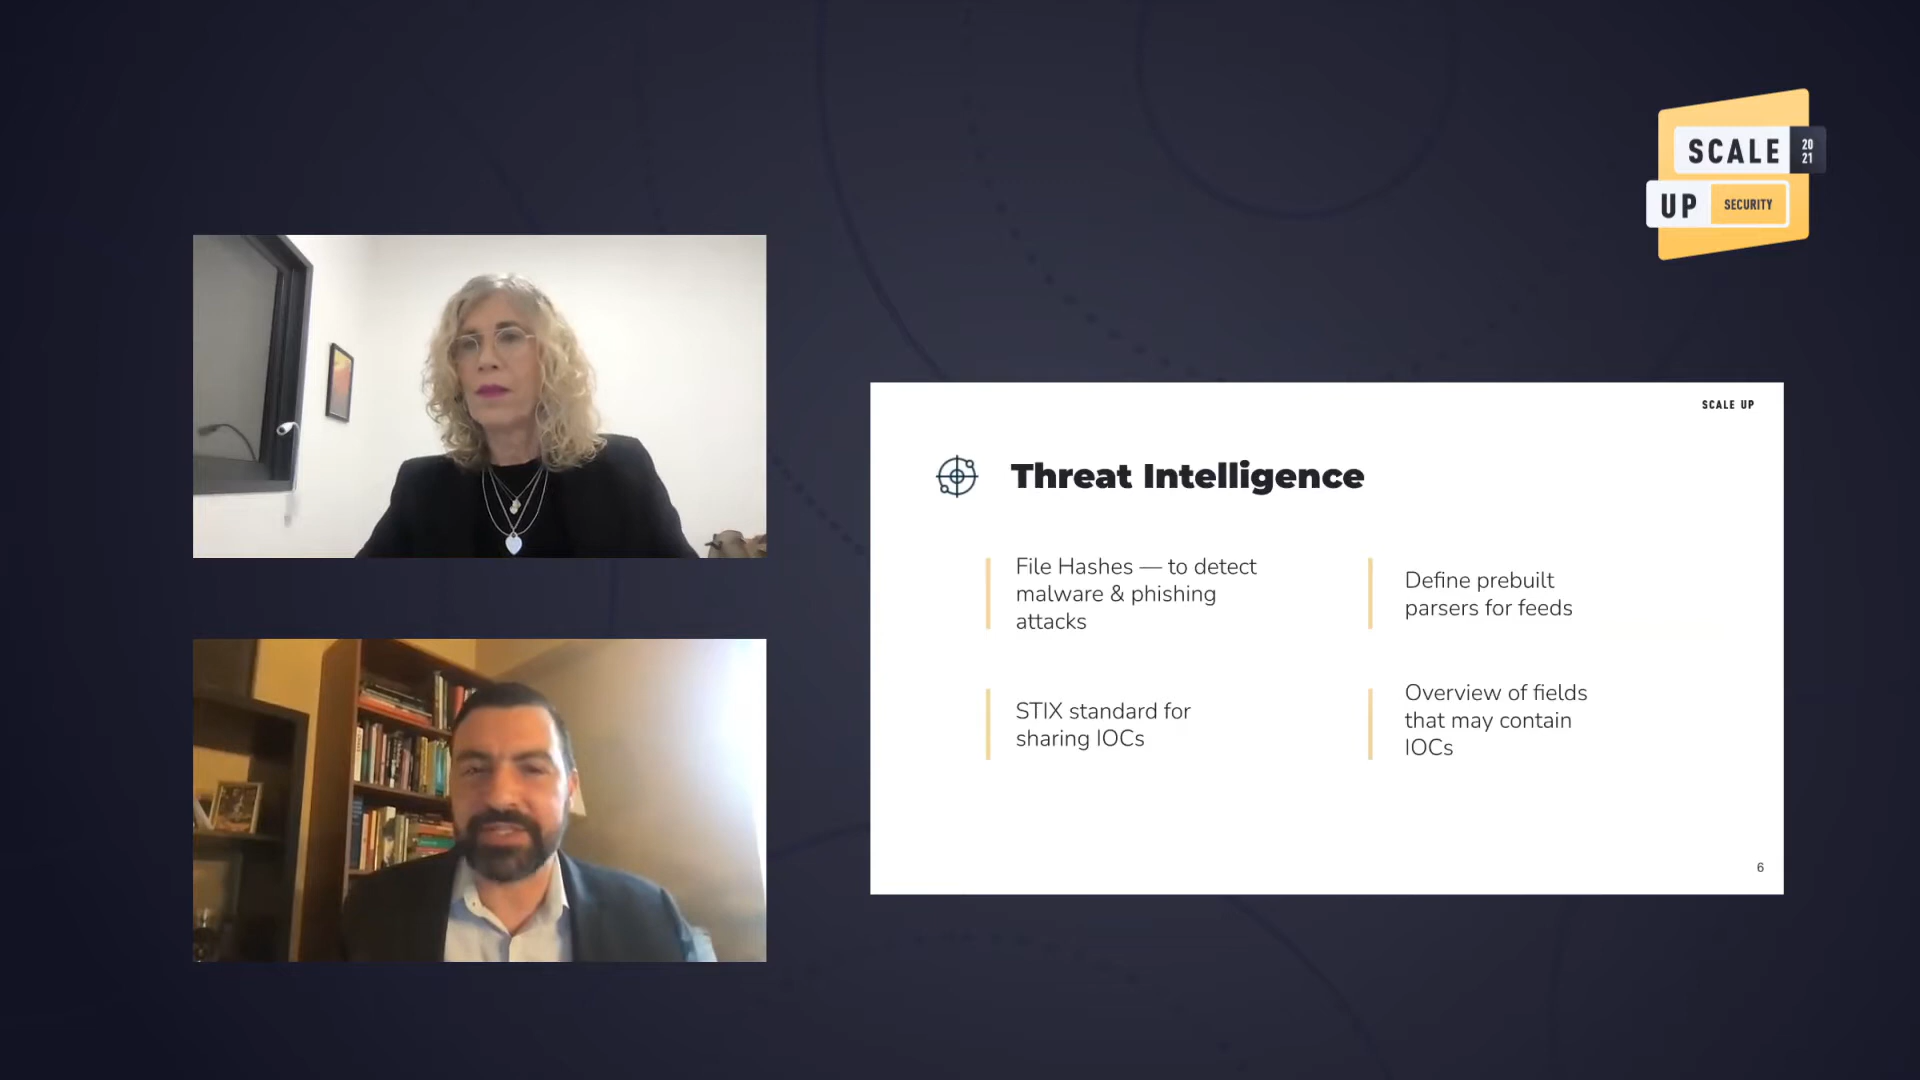 SCALE
20
21
UP
SECURITY
SCALE UP
Threat Intelligence
File Hashes — to detect
malware & phishing
attacks
Define prebuilt
parsers for feeds
STIX standard for
sharing IOCs
Overview of fields
that may contain
IOCs
6